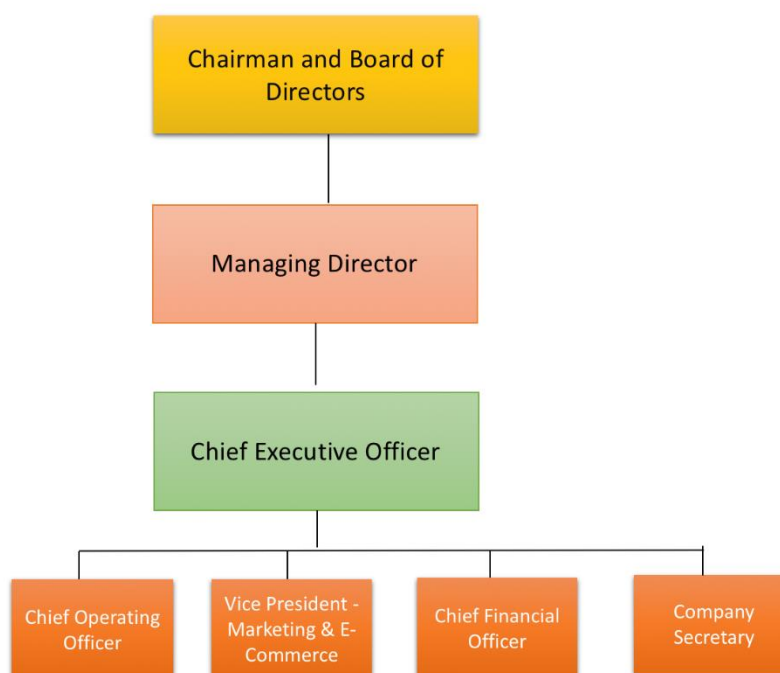 Chairman and Board of
Directors
Managing Director
Chief Executive Officer
Chief Operating
Officer
Vice President -
Marketing & E-
Commerce
Chief Financial
Officer
Company
Secretary